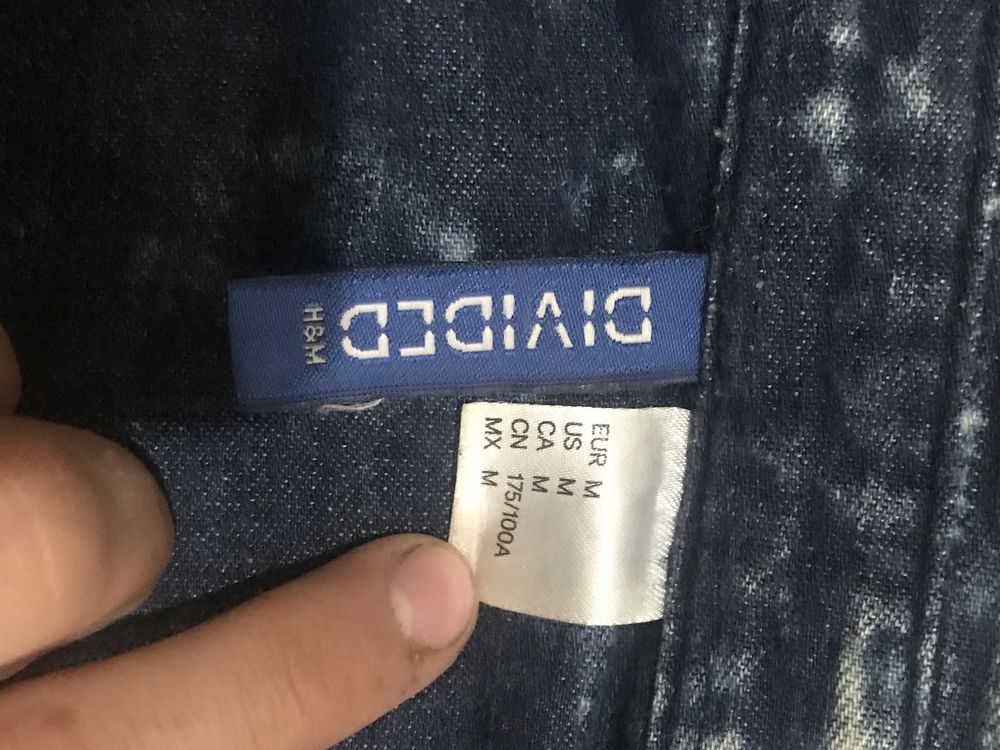 DIVIDED
H&M
EUR M
US M
CA M
CN 175/100A
MX M